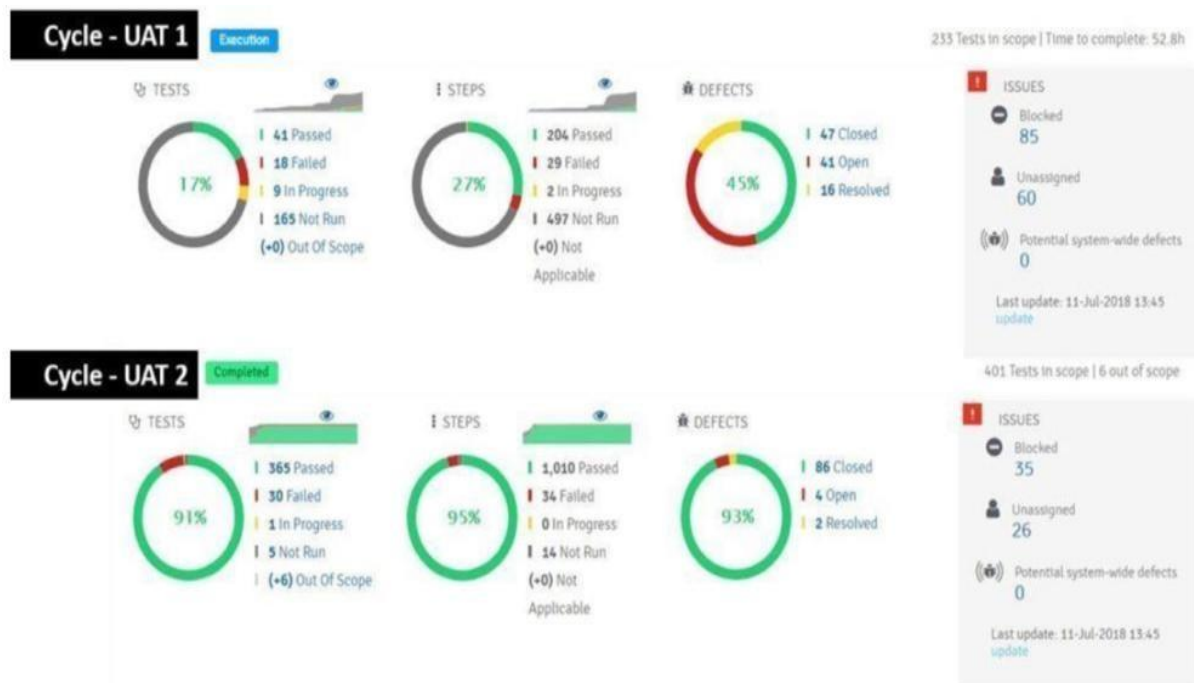 Cycle - UAT 1
Execution
233 Tests in scope | Time to complete: 52.8h
TESTS
17%
41 Passed
18 Failed
9 In Progress
165 Not Run
(+0) Out Of Scope
STEPS
27%
204 Passed
29 Failed
2 In Progress
497 Not Run
(+0) Not
Applicable
DEFECTS
45%
47 Closed
41 Open
16 Resolved
ISSUES
Blocked
85
Unassigned
60
Potential system-wide defects
0
Last update: 11-Jul-2018 13:45
update
Cycle - UAT 2
Completed
401 Tests in scope | 6 out of scope
TESTS
91%
365 Passed
30 Failed
1 In Progress
5 Not Run
(+6) Out Of Scope
STEPS
95%
1,010 Passed
34 Failed
0 In Progress
14 Not Run
(+0) Not
Applicable
DEFECTS
93%
86 Closed
4 Open
2 Resolved
ISSUES
Blocked
35
Unassigned
26
Potential system-wide defects
0
Last update: 11-Jul-2018 13:45
update